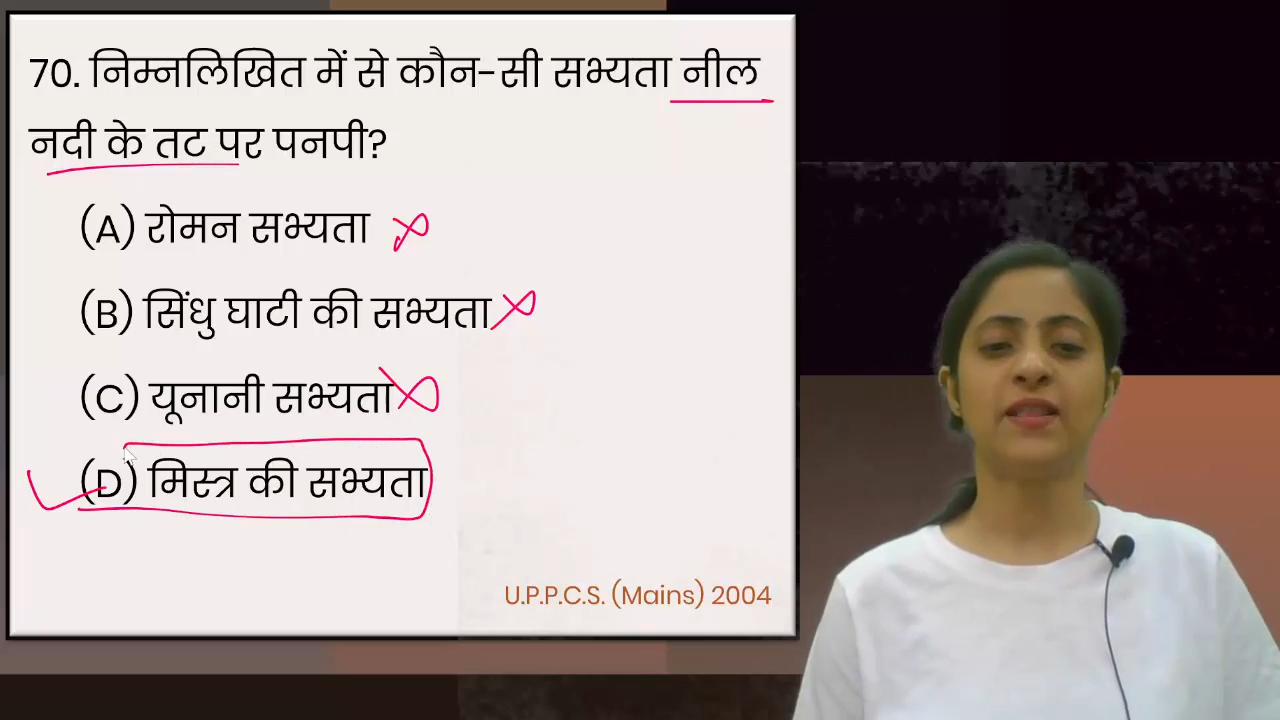 70. निम्नलिखित में से कौन-सी सभ्यता नील
नदी के तट पर पनपी?
(A) रोमन सभ्यता
(B) सिंधु घाटी की सभ्यता
(C) यूनानी सभ्यता
(D) मिस्त्र की सभ्यता
U.P.P.C.S. (Mains) 2004